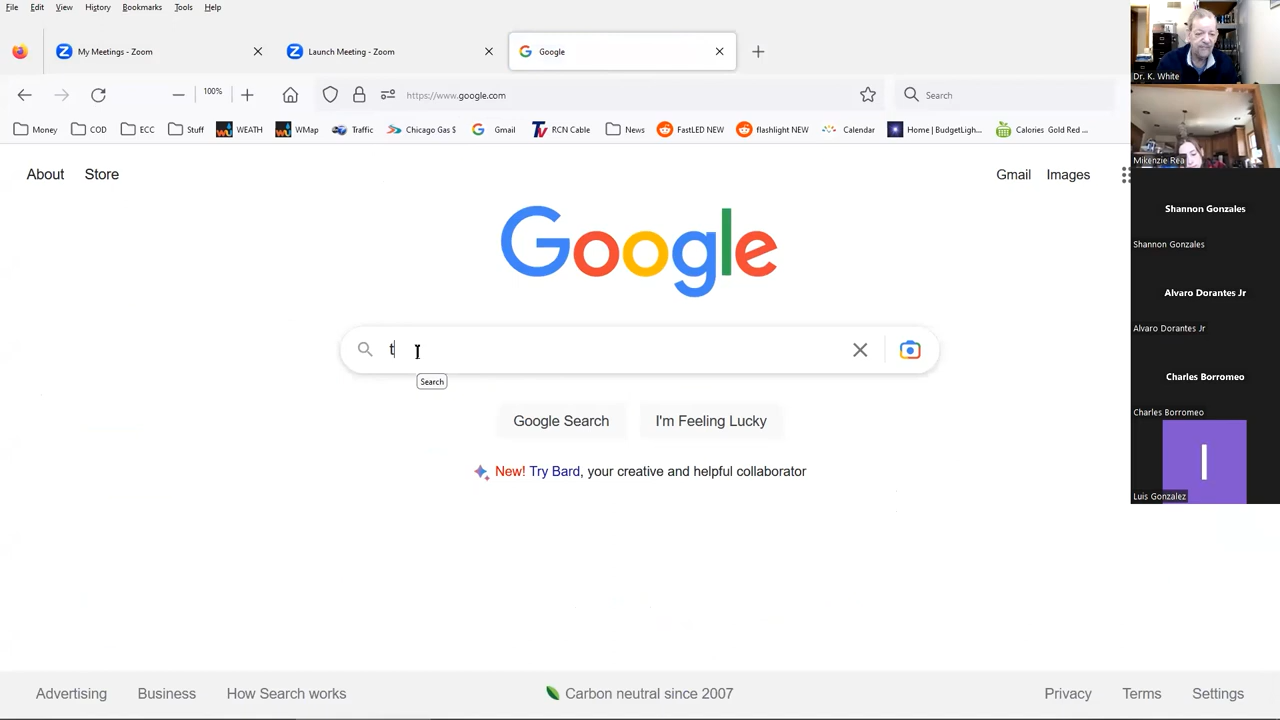 File Edit View History Bookmarks Tools Help
My Meetings - Zoom
Launch Meeting - Zoom
Google
100%
https://www.google.com
Search
Money
COD
ECC
Stuff
WEATH
WMap
Traffic
Chicago Gas $
Gmail
RCN Cable
News
FastLED NEW
flashlight NEW
Calendar
Home | BudgetLigh...
Calories Gold Red ...
About Store
Gmail Images
Google
t
Search
Google Search
I'm Feeling Lucky
New! Try Bard, your creative and helpful collaborator
Advertising Business How Search works
Carbon neutral since 2007
Privacy Terms Settings
Dr. K. White
Mikenzie Rea
Shannon Gonzales
Shannon Gonzales
Alvaro Dorantes Jr
Alvaro Dorantes Jr
Charles Borromeo
Charles Borromeo
I
Luis Gonzalez